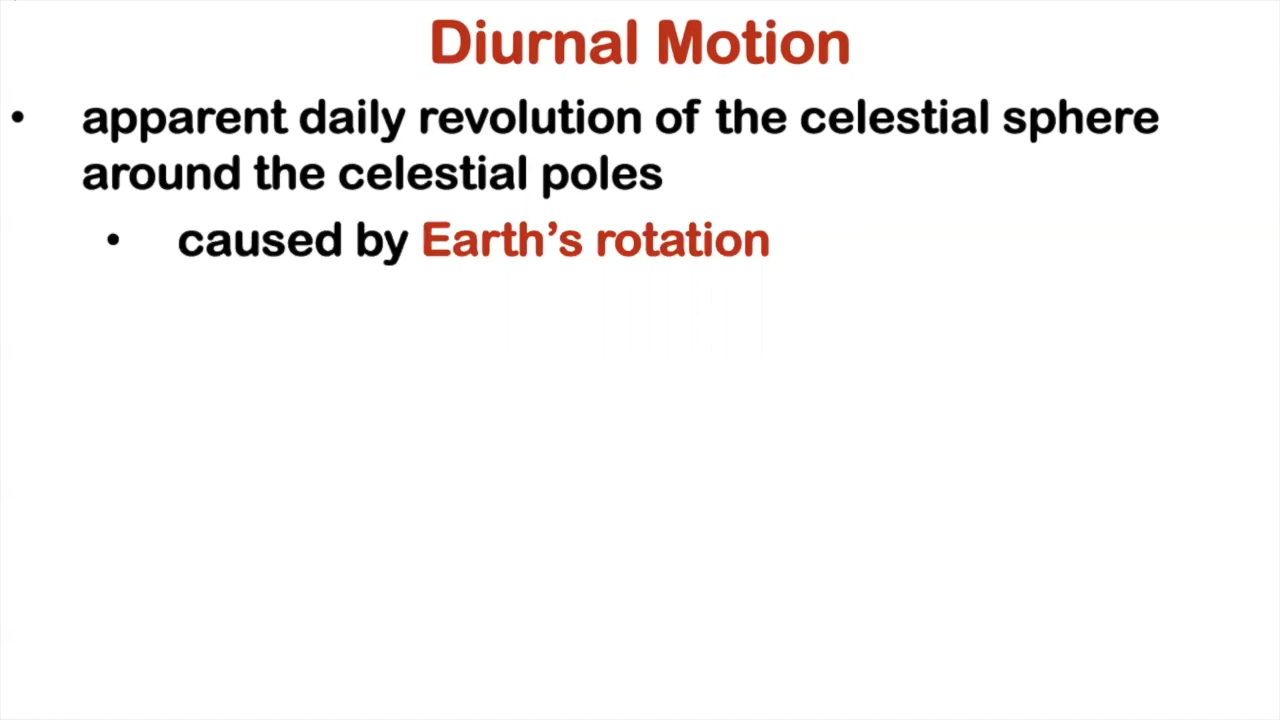 Diurnal Motion
• apparent daily revolution of the celestial sphere
around the celestial poles
• caused by Earth’s rotation